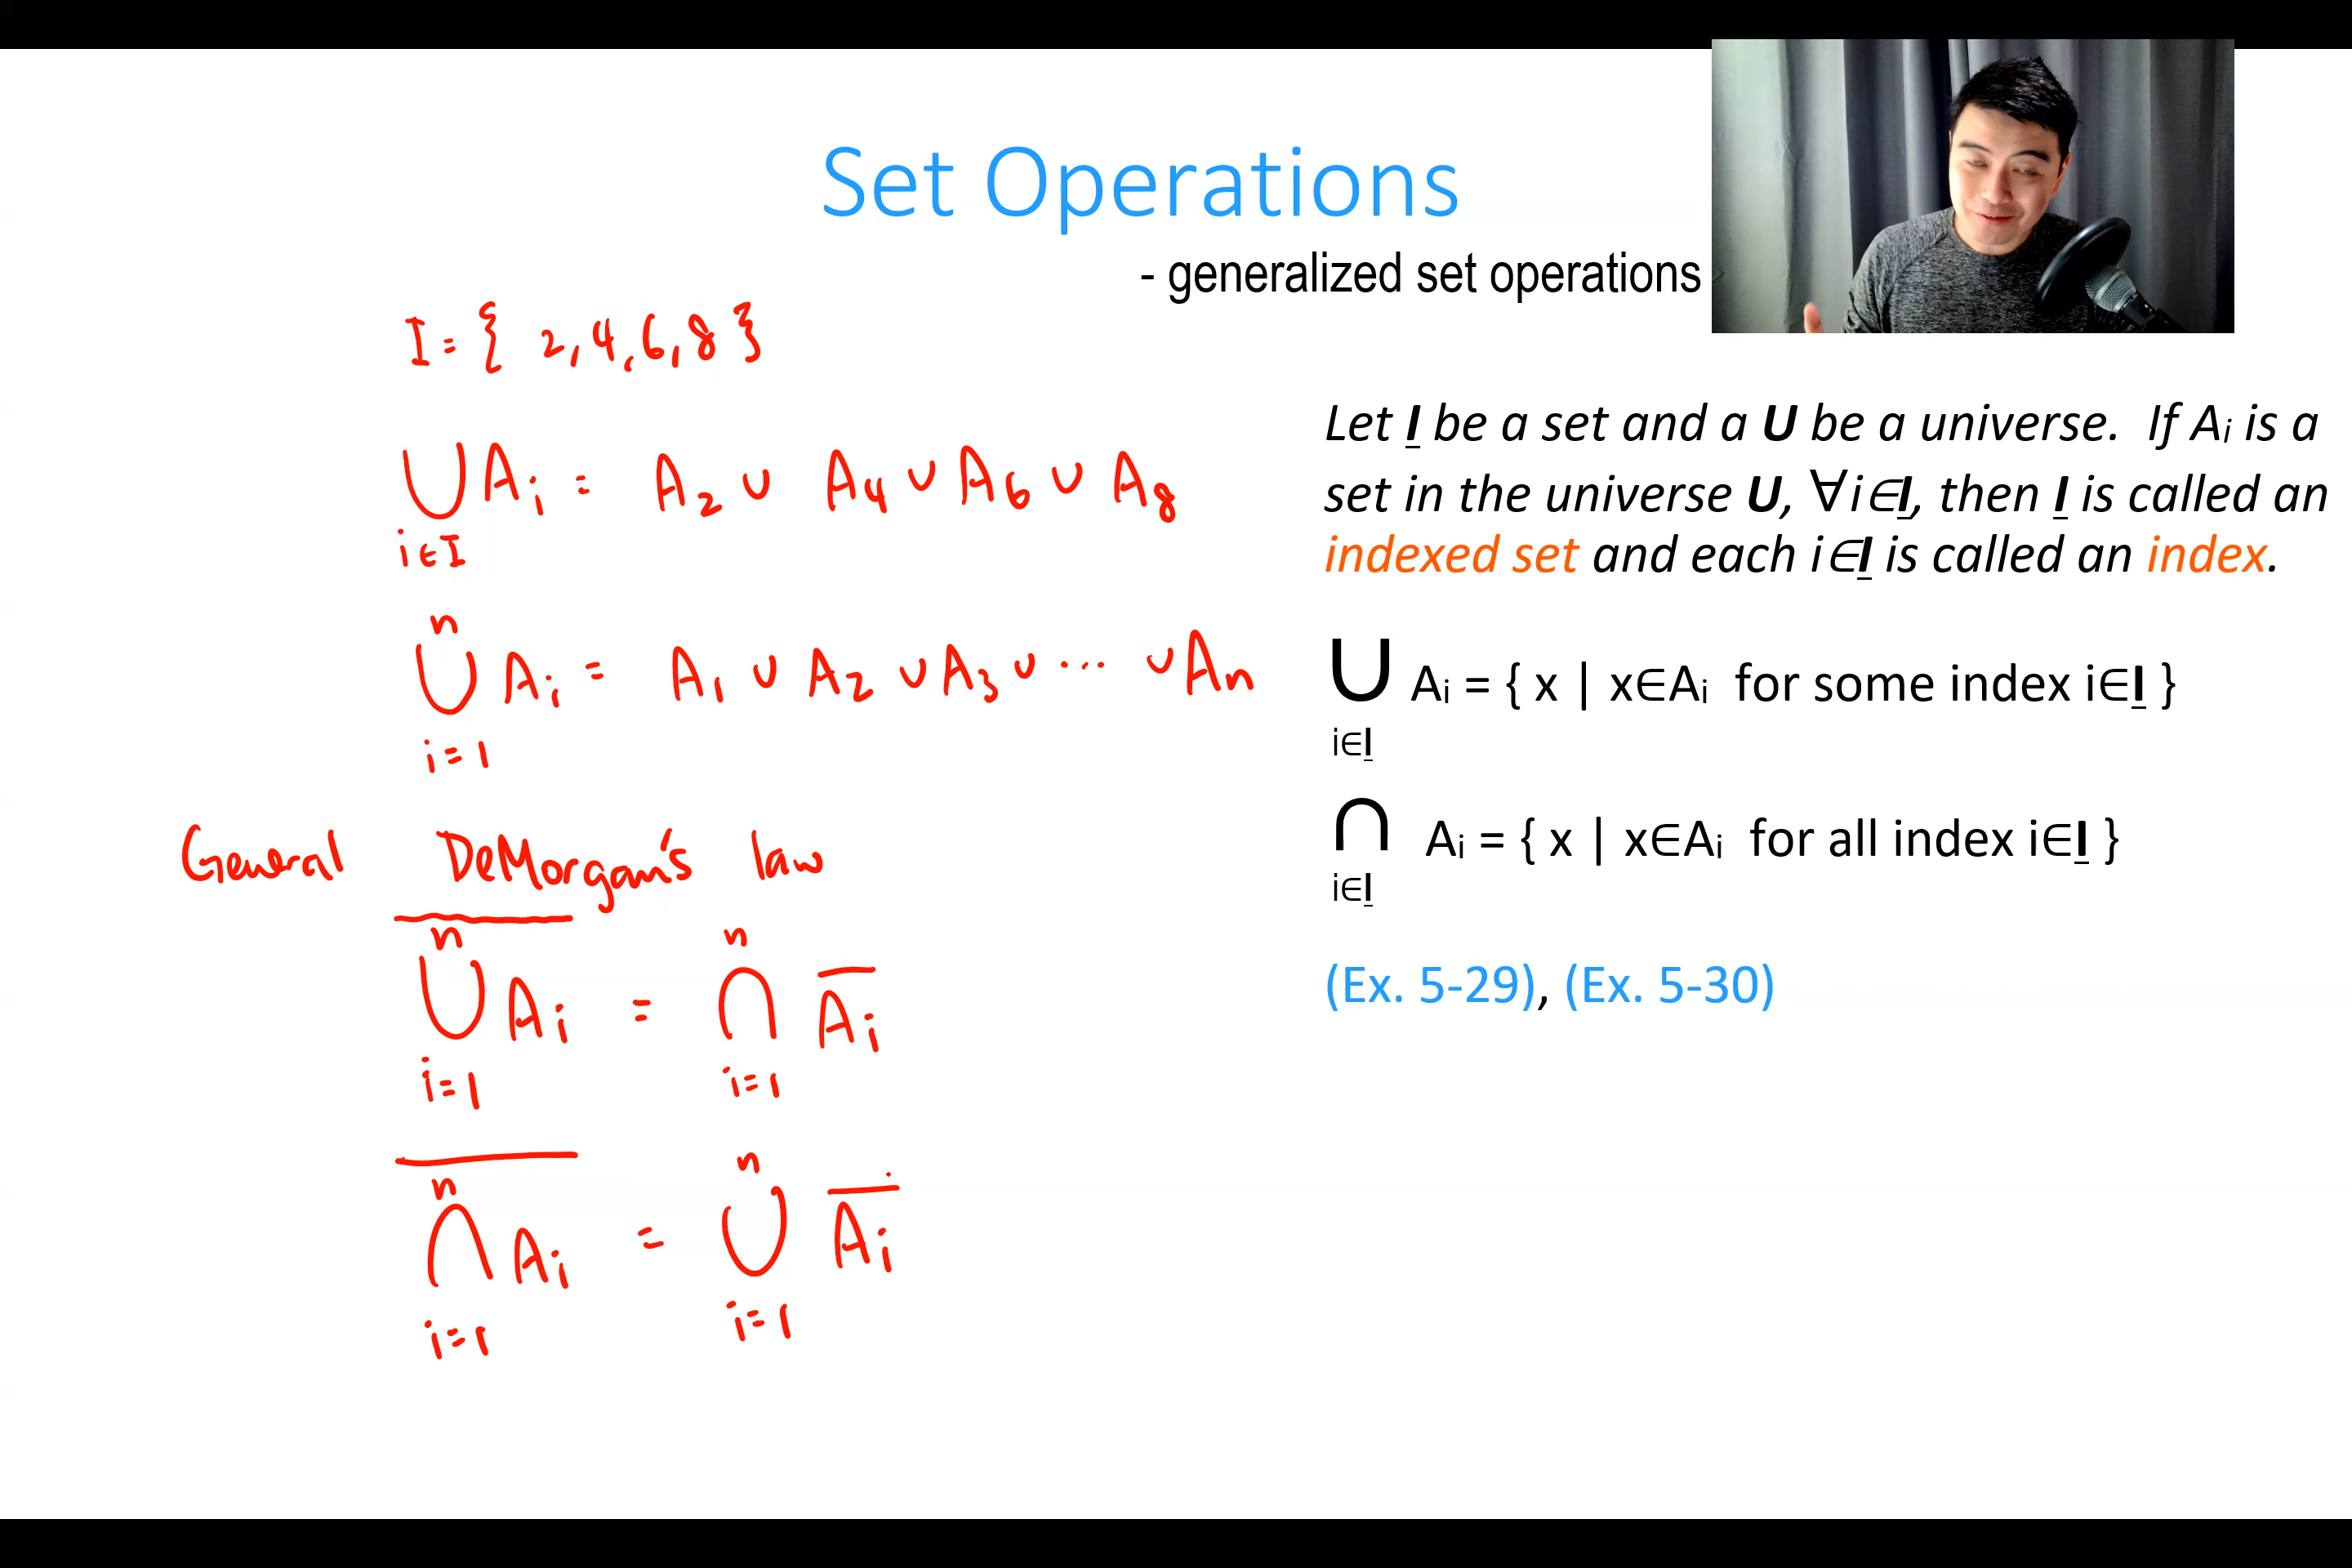 Set Operations
- generalized set operations
I = { 2, 4, 6, 8 }
⋃ Aᵢ = A₂ ∪ A₄ ∪ A₆ ∪ A₈
i∈I
n
⋃ Aᵢ = A₁ ∪ A₂ ∪ A₃ ∪ ... ∪ Aₙ
i=1
General DeMorgan's law
n n
⋃ Aᵢ = ⋂ A̅ᵢ
i=1 i=1
n n
⋂ Aᵢ = ⋃ A̅ᵢ
i=1 i=1
Let I be a set and a U be a universe. If Aᵢ is a
set in the universe U, ∀i∈I, then I is called an
indexed set and each i∈I is called an index.
⋃ Aᵢ = { x | x∈Aᵢ for some index i∈I }
i∈I
⋂ Aᵢ = { x | x∈Aᵢ for all index i∈I }
i∈I
(Ex. 5-29), (Ex. 5-30)